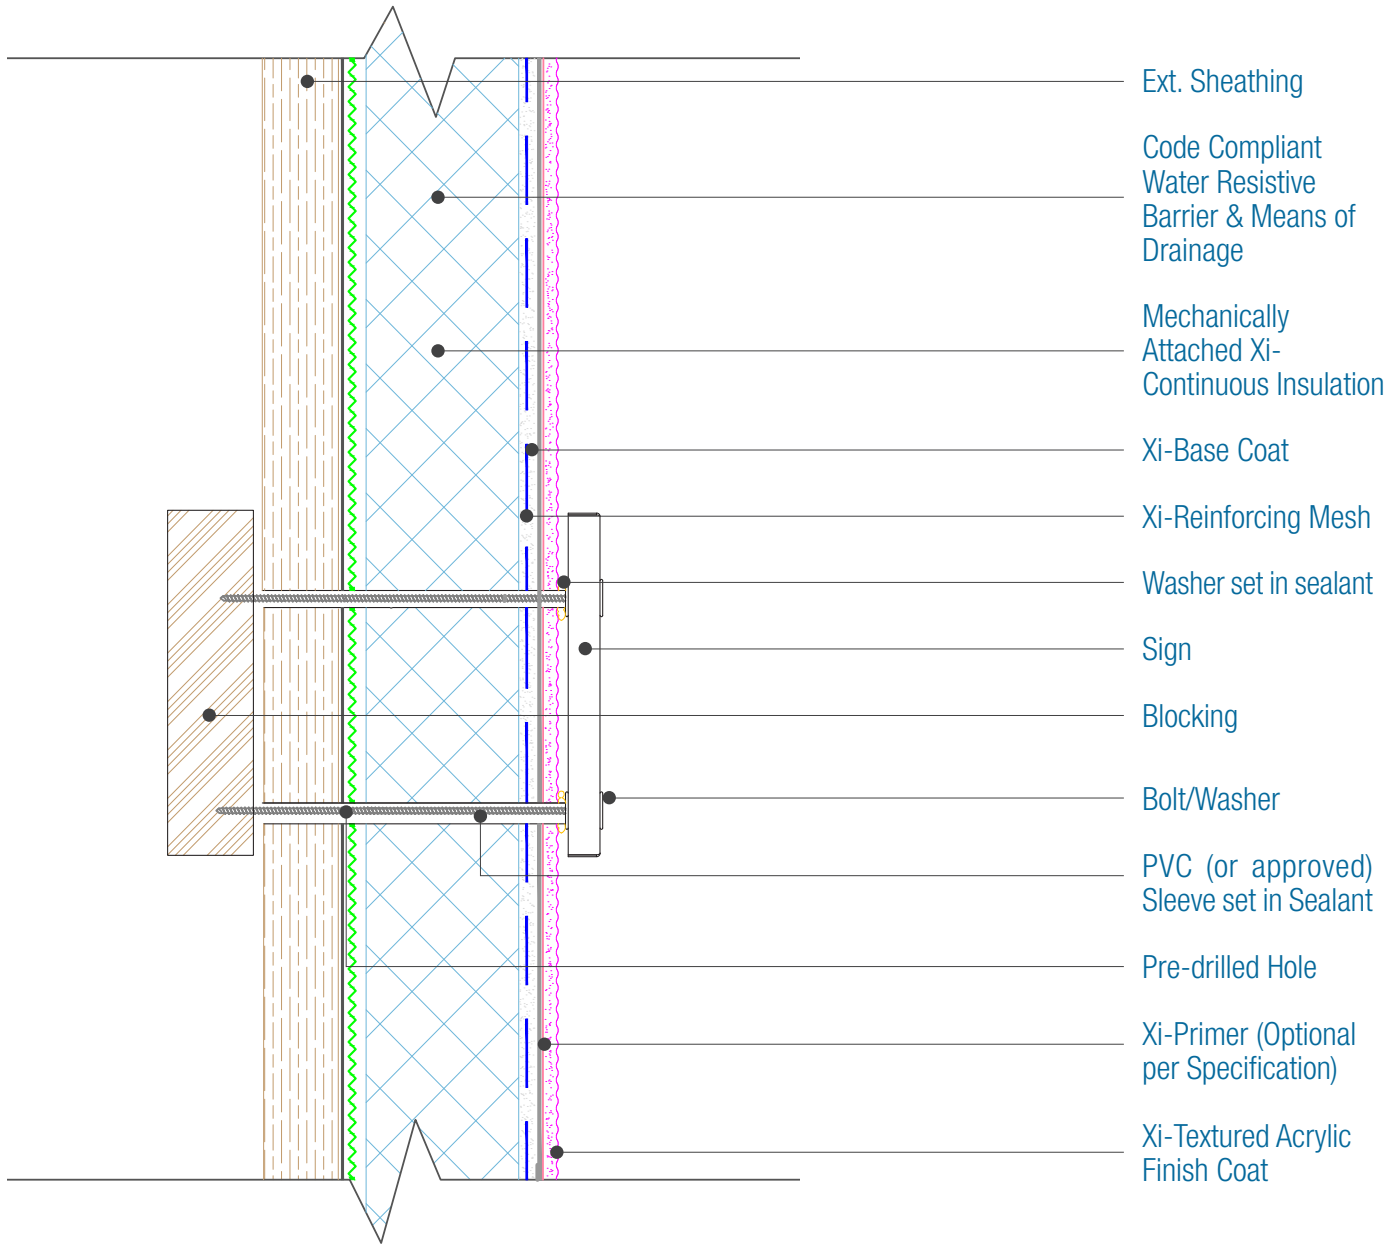 Ext. Sheathing
Code Compliant
Water Resistive
Barrier & Means of
Drainage
Mechanically
Attached Xi-
Continuous Insulation
Xi-Base Coat
Xi-Reinforcing Mesh
Washer set in sealant
Sign
Blocking
Bolt/Washer
PVC (or approved)
Sleeve set in Sealant
Pre-drilled Hole
Xi-Primer (Optional
per Specification)
Xi-Textured Acrylic
Finish Coat